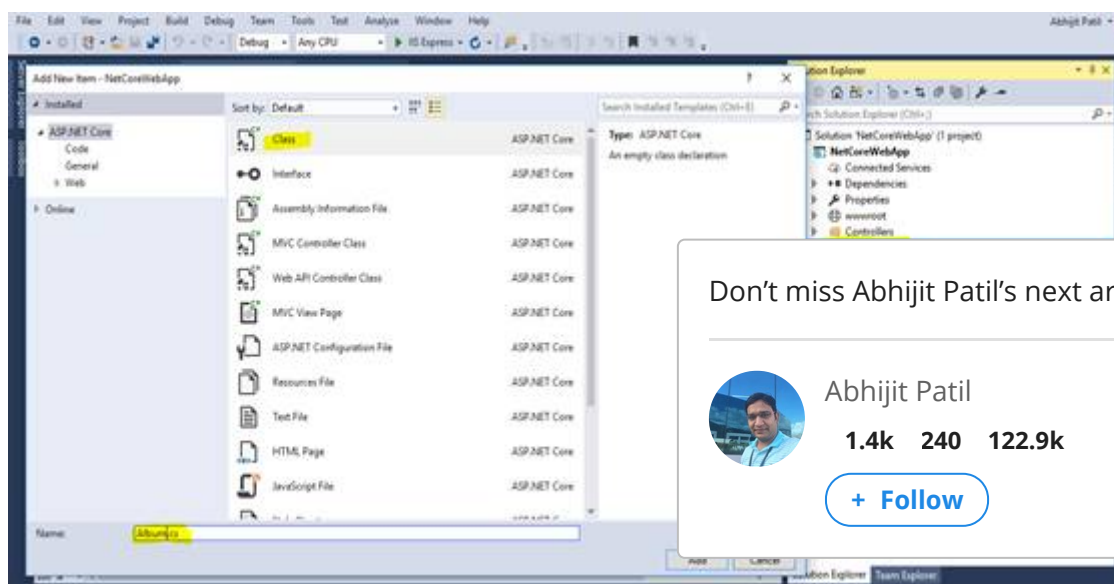 File Edit View Project Build Debug Team Tools Test Analyze Window Help
Abhijit Patil
Debug Any CPU IIS Express
Add New Item - NetCoreWebApp
Installed
Sort by: Default
Search Installed Templates (Ctrl+E)
ASP.NET Core
Code
General
Web
Online
Class ASP.NET Core
Interface ASP.NET Core
Assembly Information File ASP.NET Core
MVC Controller Class ASP.NET Core
Web API Controller Class ASP.NET Core
MVC View Page ASP.NET Core
ASP.NET Configuration File ASP.NET Core
Resources File ASP.NET Core
Text File ASP.NET Core
HTML Page ASP.NET Core
JavaScript File ASP.NET Core
Type: ASP.NET Core
An empty class declaration
Name: Album.cs
Add Cancel
Solution 'NetCoreWebApp' (1 project)
NetCoreWebApp
Connected Services
Dependencies
Properties
wwwroot
Controllers
Don't miss Abhijit Patil's next ar
Abhijit Patil
1.4k 240 122.9k
+ Follow
Solution Explorer Team Explorer